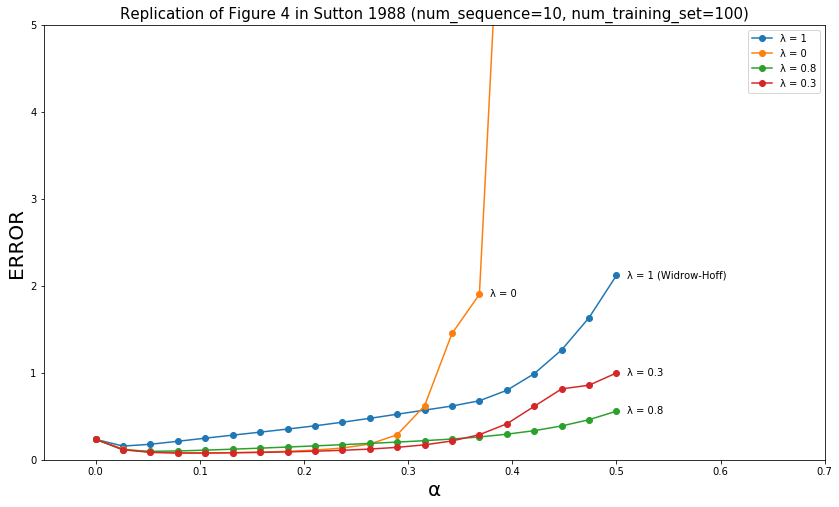 Replication of Figure 4 in Sutton 1988 (num_sequence=10, num_training_set=100)
5
4
3
2
1
0
ERROR
λ = 1
λ = 0
λ = 0.8
λ = 0.3
λ = 0
λ = 1 (Widrow-Hoff)
λ = 0.3
λ = 0.8
0.0 0.1 0.2 0.3 0.4 0.5 0.6 0.7
α